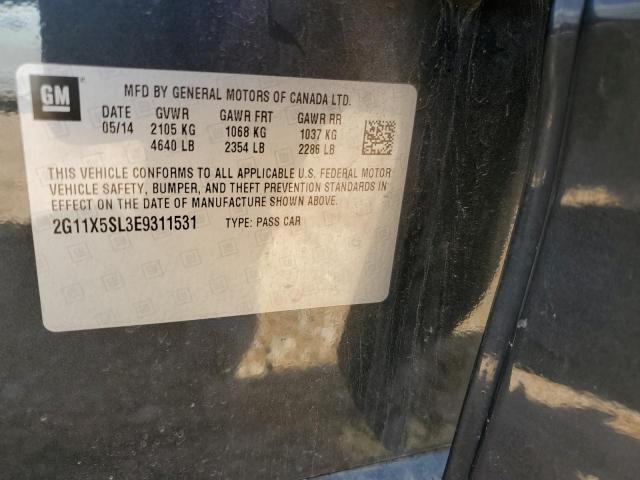 GM
MFD BY GENERAL MOTORS OF CANADA LTD.
DATE GVWR GAWR FRT GAWR RR
05/14 2105 KG 1068 KG 1037 KG
4640 LB 2354 LB 2286 LB
THIS VEHICLE CONFORMS TO ALL APPLICABLE U.S. FEDERAL MOTOR
VEHICLE SAFETY, BUMPER, AND THEFT PREVENTION STANDARDS IN
EFFECT ON THE DATE OF MANUFACTURE SHOWN ABOVE.
2G11X5SL3E9311531 TYPE: PASS CAR